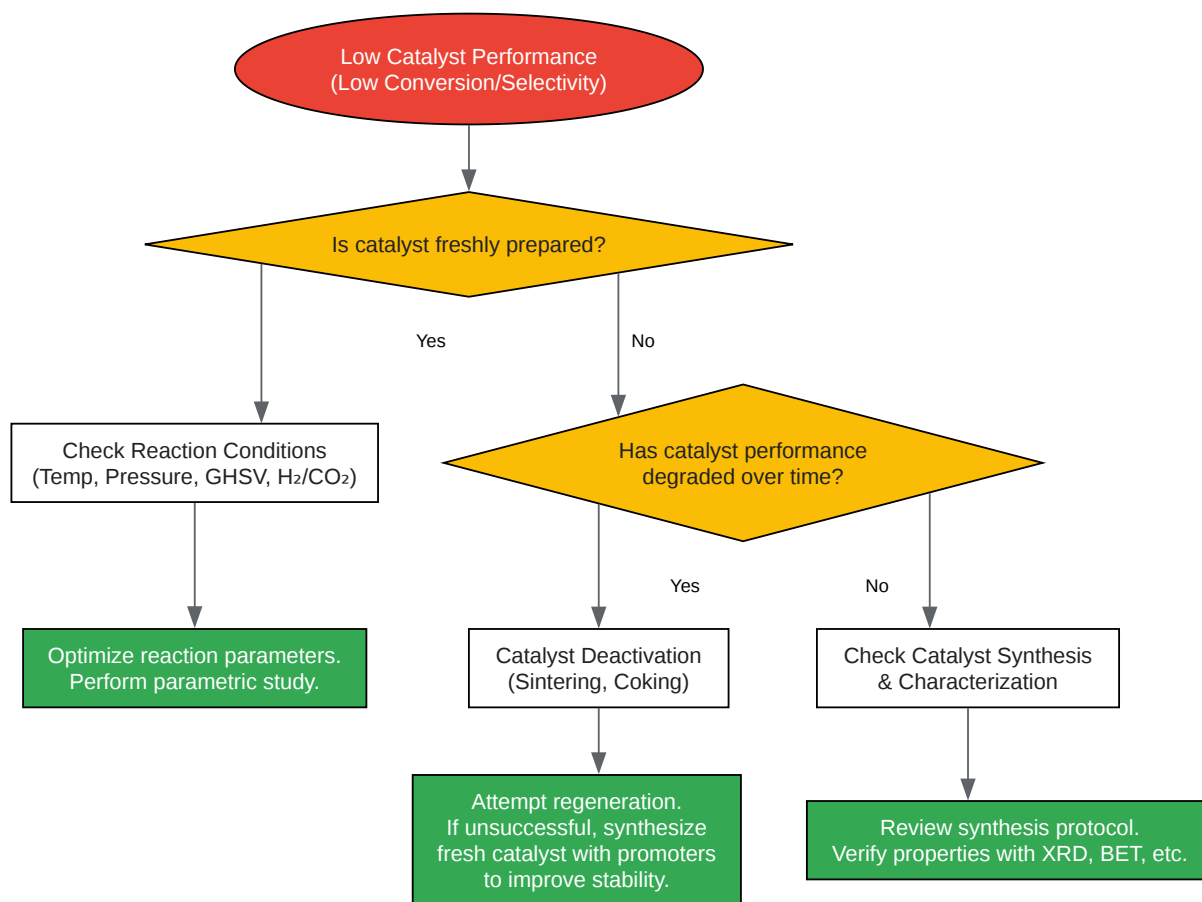 Low Catalyst Performance
(Low Conversion/Selectivity)
Is catalyst freshly prepared?
Yes
No
Check Reaction Conditions
(Temp, Pressure, GHSV, H₂/CO₂)
Has catalyst performance
degraded over time?
Yes
No
Optimize reaction parameters.
Perform parametric study.
Catalyst Deactivation
(Sintering, Coking)
Check Catalyst Synthesis
& Characterization
Attempt regeneration.
If unsuccessful, synthesize
fresh catalyst with promoters
to improve stability.
Review synthesis protocol.
Verify properties with XRD, BET, etc.